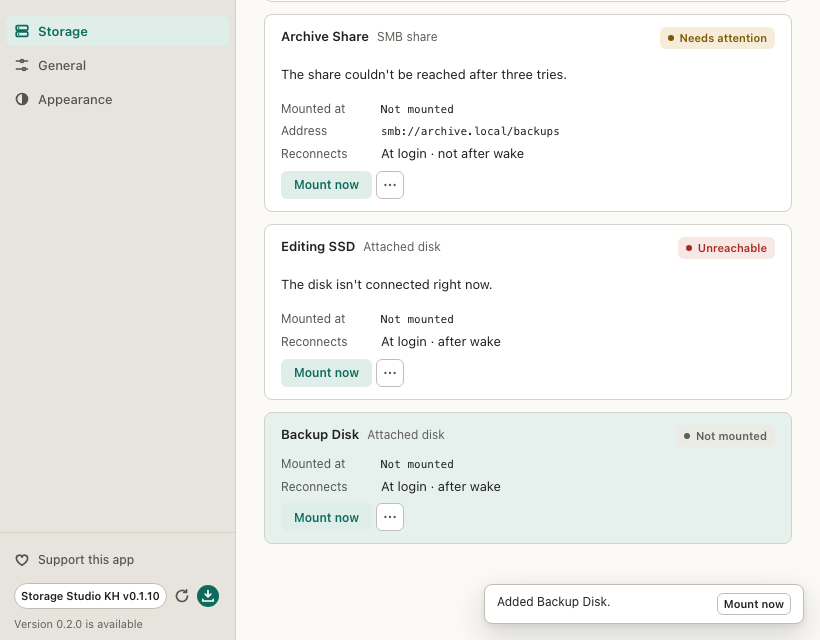 Storage
General
Appearance
Archive Share SMB share
Needs attention
The share couldn't be reached after three tries.
Mounted at Not mounted
Address smb://archive.local/backups
Reconnects At login · not after wake
Mount now
Editing SSD Attached disk
Unreachable
The disk isn't connected right now.
Mounted at Not mounted
Reconnects At login · after wake
Mount now
Backup Disk Attached disk
Not mounted
Mounted at Not mounted
Reconnects At login · after wake
Mount now
Support this app
Storage Studio KH v0.1.10
Version 0.2.0 is available
Added Backup Disk.
Mount now